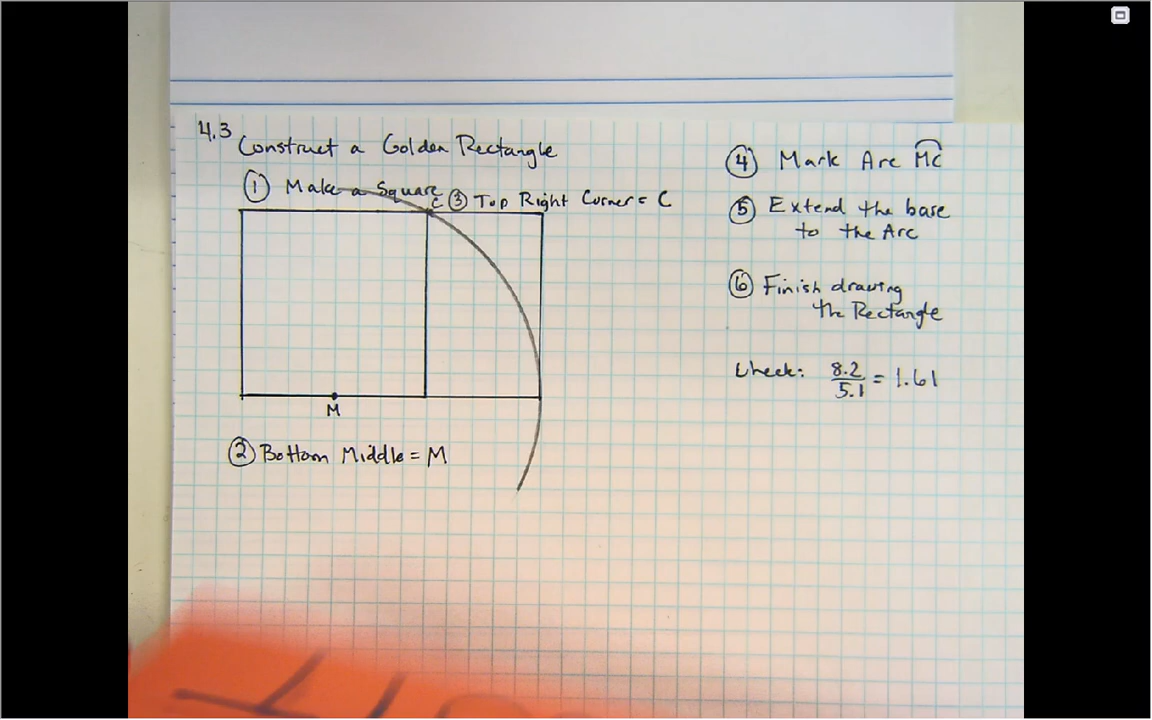 4.3
Construct a Golden Rectangle
① Make a Square
C ③ Top Right Corner = C
M
② Bottom Middle = M
④ Mark Arc MC
⑤ Extend the base
to the Arc
⑥ Finish drawing
the Rectangle
Check: 8.2/5.1 = 1.61